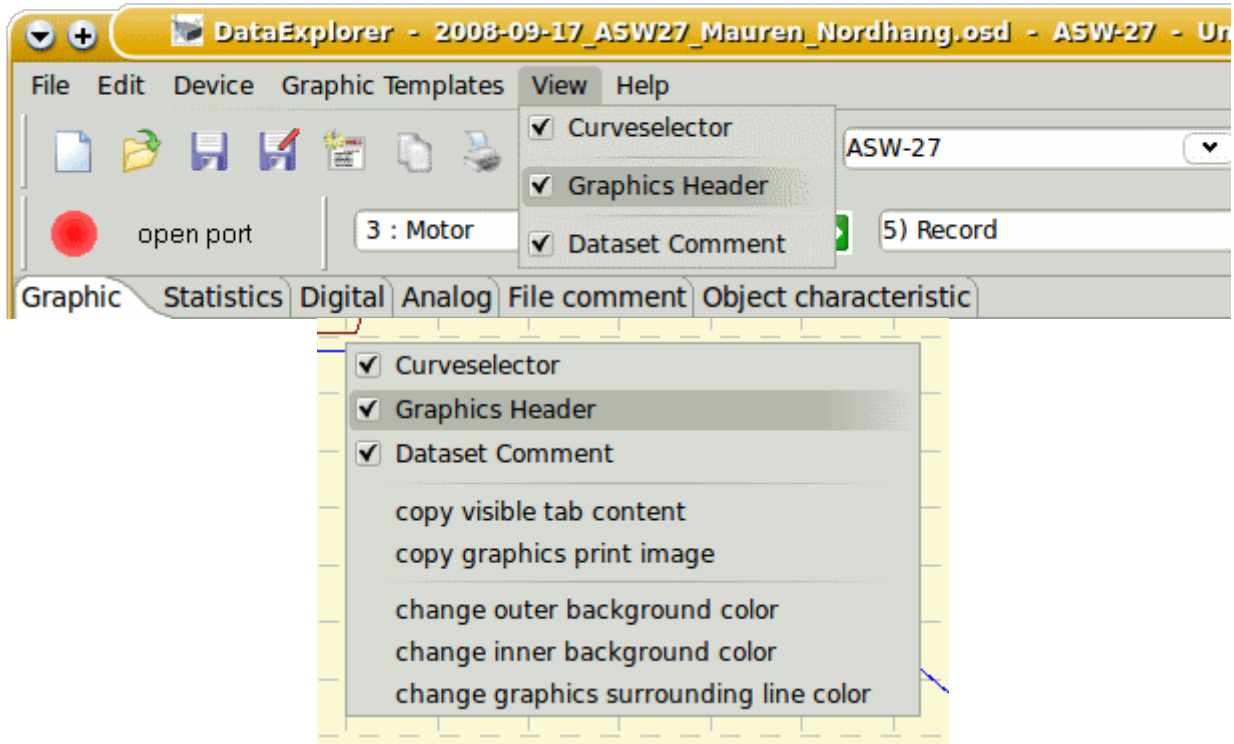 DataExplorer - 2008-09-17_ASW27_Mauren_Nordhang.osd - ASW-27 - Un
File Edit Device Graphic Templates View Help
Curveselector
ASW-27
Graphics Header
open port 3 : Motor 5) Record
Dataset Comment
Graphic Statistics Digital Analog File comment Object characteristic
Curveselector
Graphics Header
Dataset Comment
copy visible tab content
copy graphics print image
change outer background color
change inner background color
change graphics surrounding line color